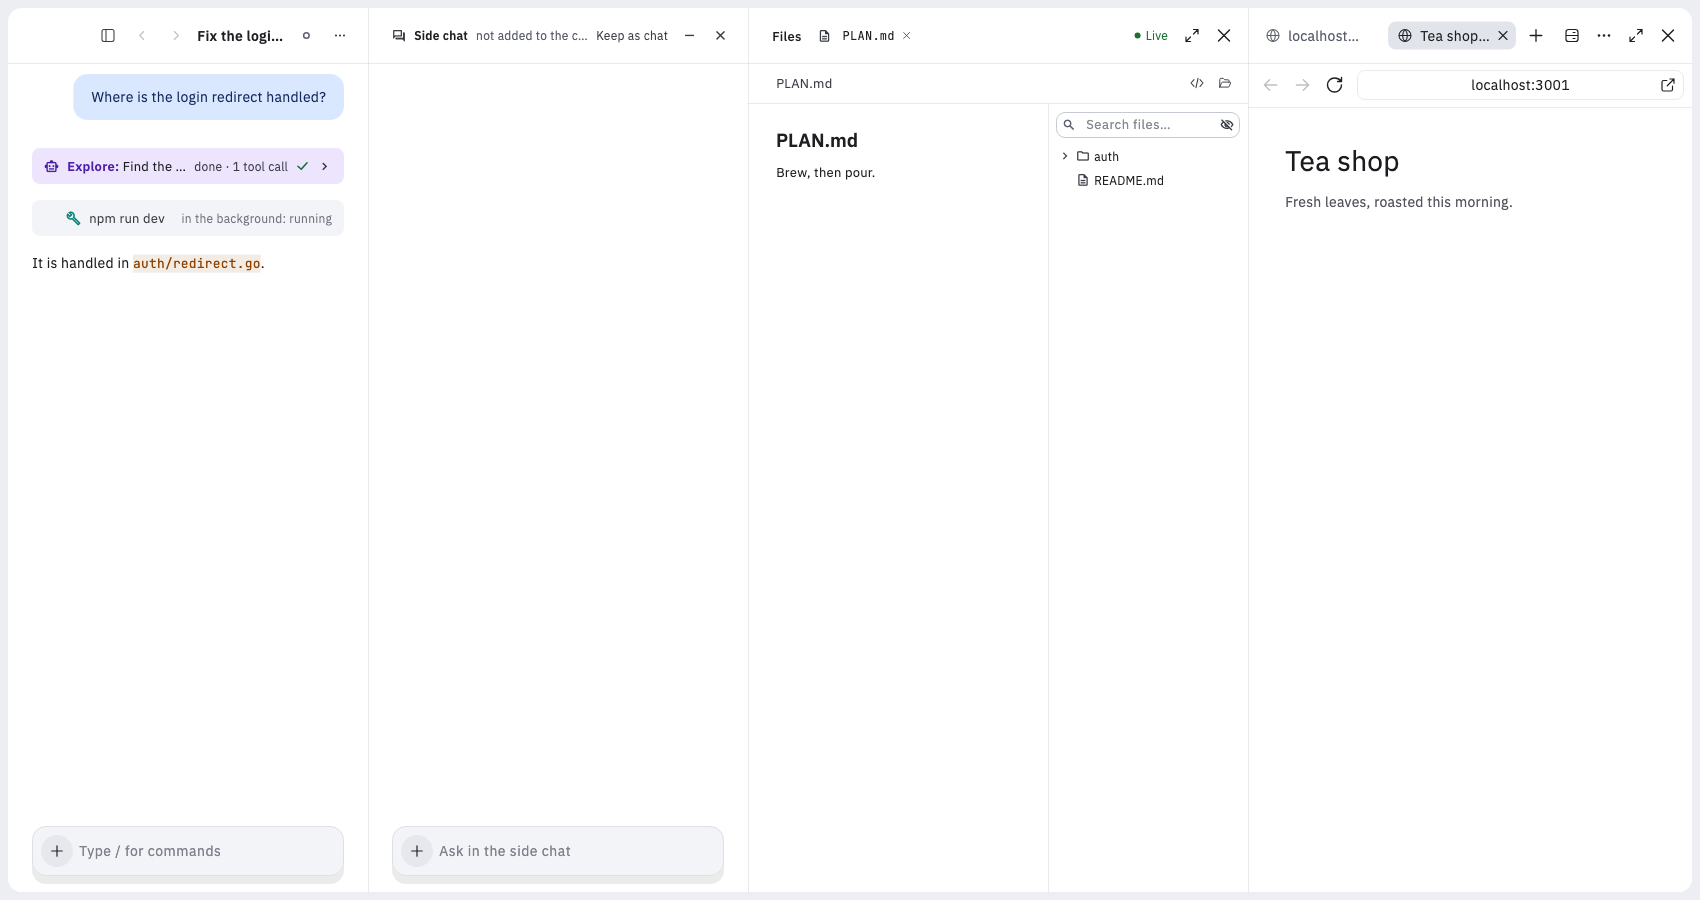 Fix the logi...
Where is the login redirect handled?
Explore: Find the ... done · 1 tool call
npm run dev in the background: running
It is handled in auth/redirect.go.
Type / for commands
Side chat not added to the c... Keep as chat
Ask in the side chat
Files PLAN.md Live
PLAN.md
PLAN.md
Brew, then pour.
Search files...
auth
README.md
localhost... Tea shop...
localhost:3001
Tea shop
Fresh leaves, roasted this morning.